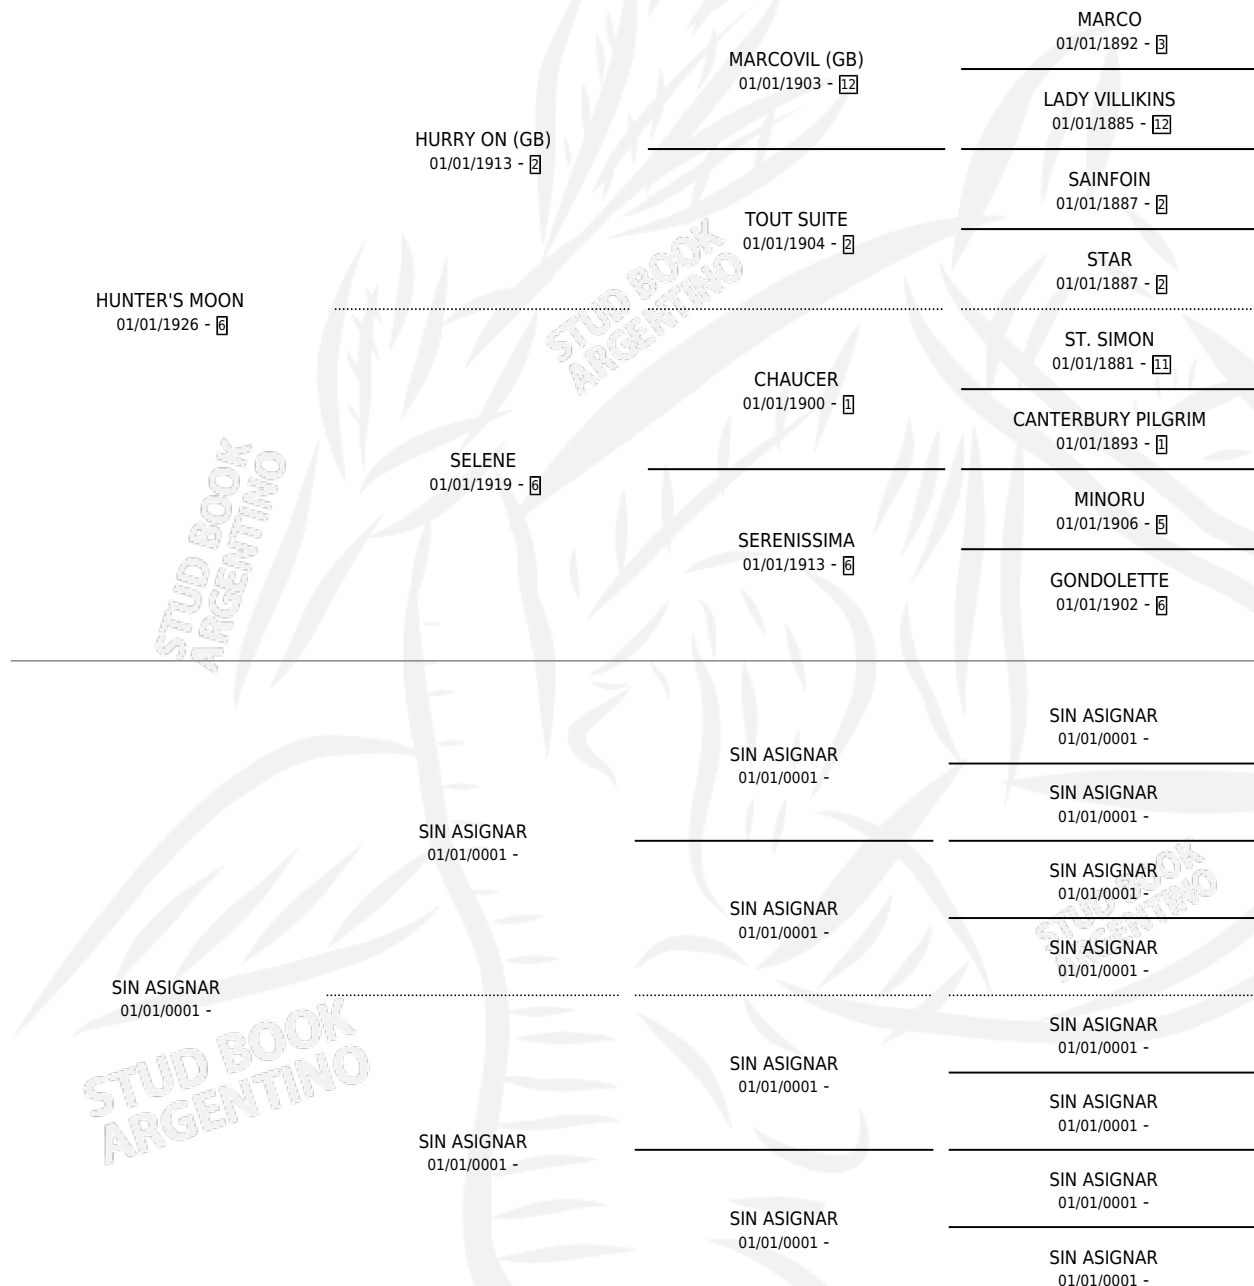 MARCO
01/01/1892 - 3
MARCOVIL (GB)
01/01/1903 - 12
LADY VILLIKINS
01/01/1885 - 12
HURRY ON (GB)
01/01/1913 - 2
SAINFOIN
01/01/1887 - 2
TOUT SUITE
01/01/1904 - 2
STAR
01/01/1887 - 2
HUNTER'S MOON
01/01/1926 - 6
STUD BOOK
ARGENTINO
ST. SIMON
01/01/1881 - 11
CHAUCER
01/01/1900 - 1
CANTERBURY PILGRIM
01/01/1893 - 1
SELENE
01/01/1919 - 6
MINORU
01/01/1906 - 5
SERENISSIMA
01/01/1913 - 6
GONDOLETTE
01/01/1902 - 6
STUD BOOK
ARGENTINO
SIN ASIGNAR
01/01/0001 -
SIN ASIGNAR
01/01/0001 -
SIN ASIGNAR
01/01/0001 -
SIN ASIGNAR
01/01/0001 -
SIN ASIGNAR
01/01/0001 -
SIN ASIGNAR
01/01/0001 -
SIN ASIGNAR
01/01/0001 -
STUD BOOK
ARGENTINO
SIN ASIGNAR
01/01/0001 -
SIN ASIGNAR
01/01/0001 -
SIN ASIGNAR
01/01/0001 -
SIN ASIGNAR
01/01/0001 -
SIN ASIGNAR
01/01/0001 -
SIN ASIGNAR
01/01/0001 -
SIN ASIGNAR
01/01/0001 -
SIN ASIGNAR
01/01/0001 -
STUD BOOK
ARGENTINO